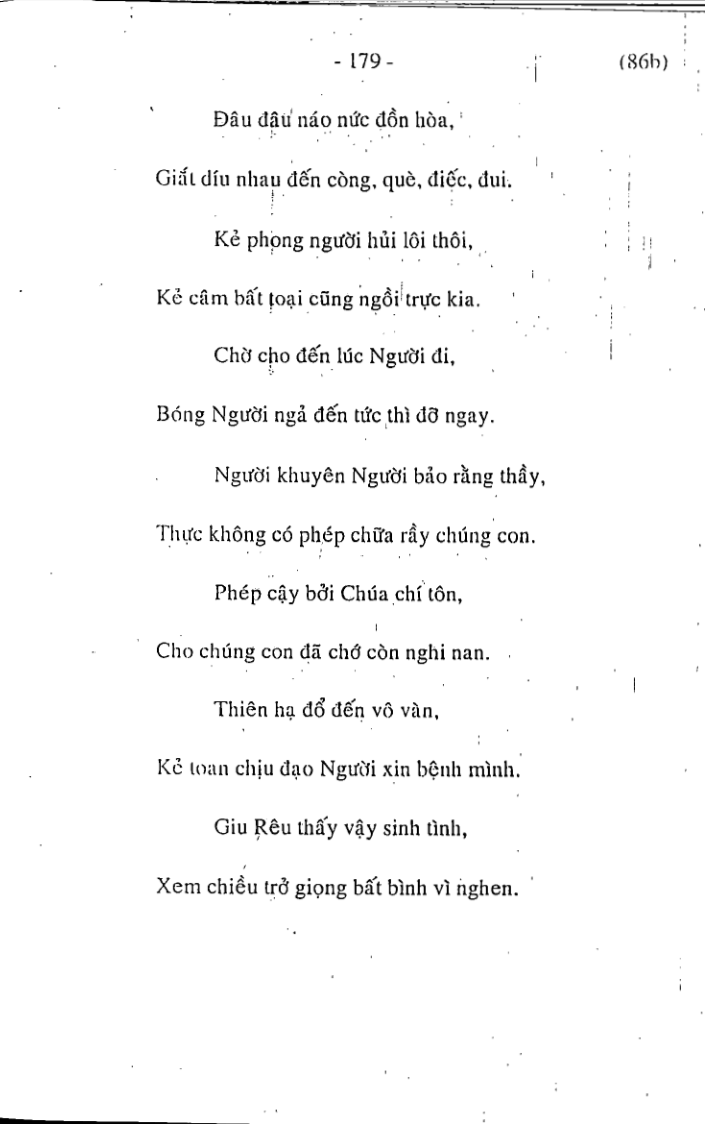 - 179 - (86b)
Đâu đâu náo nức đồn hòa,
Giắt díu nhau đến còng, què, điếc, đui.
Kẻ phong người hủi lôi thôi,
Kẻ câm bất toại cũng ngồi trực kia.
Chờ cho đến lúc Người đi,
Bóng Người ngả đến tức thì đỡ ngay.
Người khuyên Người bảo rằng thầy,
Thực không có phép chữa rầy chúng con.
Phép cậy bởi Chúa chí tôn,
Cho chúng con đã chớ còn nghi nan.
Thiên hạ đổ đến vô vàn,
Kẻ toan chịu đạo Người xin bệnh mình.
Giu Rêu thấy vậy sinh tình,
Xem chiều trở giọng bất bình vì nghen.